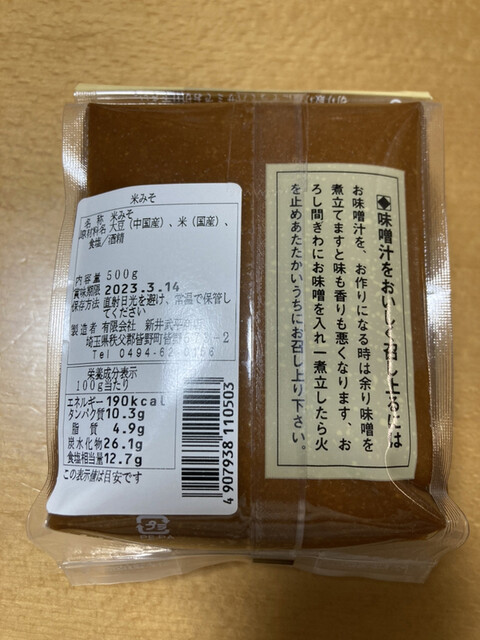 米みそ
名称 米みそ
原材料名 大豆(中国産)、米(国産)、
食塩/酒精
内容量 500g
賞味期限 2023.3.14
保存方法 直射日光を避け、常温で保管し
てください
製造者 有限会社 新井武平
埼玉県秩父郡皆野町皆野
Tel 0494-62
栄養成分表示
100g当たり
エネルギー 190kcal
タンパク質 10.3g
脂質 4.9g
炭水化物 26.1g
食塩相当量 12.7g
この表示値は目安です
4 907938 110503
◆味噌汁をおいしく召し上るには
お味噌汁を、お作りになる時は余り味噌を
煮立てますと味も香りも悪くなります、お
ろし間ぎわにお味噌を入れ一煮立したら火
を止めあたたかいうちにお召し上り下さい。